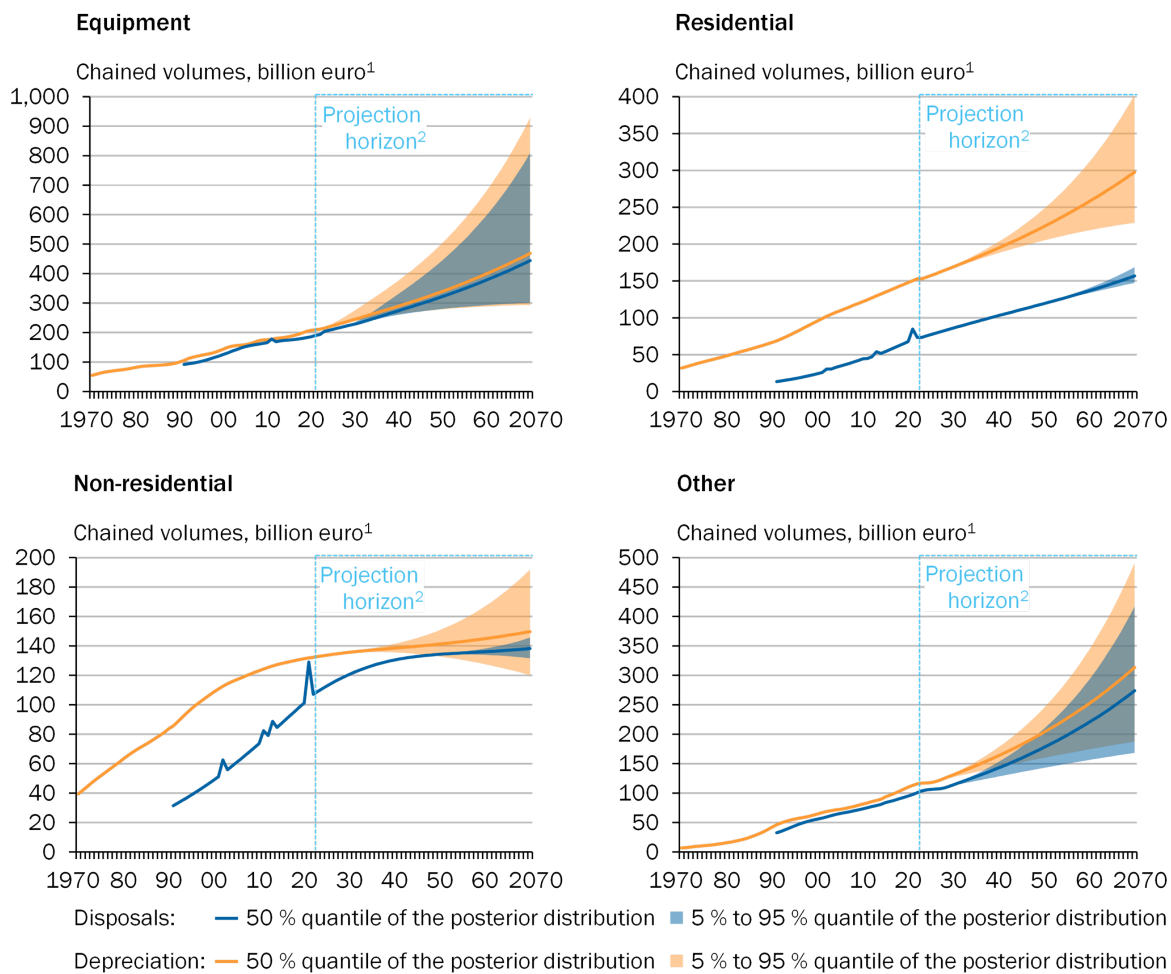 Equipment
Chained volumes, billion euro¹
1,000
900
800
700
600
500
400
300
200
100
0
Projection
horizon²
1970 80 90 00 10 20 30 40 50 60 2070
Residential
Chained volumes, billion euro¹
400
350
300
250
200
150
100
50
0
Projection
horizon²
1970 80 90 00 10 20 30 40 50 60 2070
Non-residential
Chained volumes, billion euro¹
200
180
160
140
120
100
80
60
40
20
0
Projection
horizon²
1970 80 90 00 10 20 30 40 50 60 2070
Other
Chained volumes, billion euro¹
500
450
400
350
300
250
200
150
100
50
0
Projection
horizon²
1970 80 90 00 10 20 30 40 50 60 2070
Disposals: 50 % quantile of the posterior distribution 5 % to 95 % quantile of the posterior distribution
Depreciation: 50 % quantile of the posterior distribution 5 % to 95 % quantile of the posterior distribution